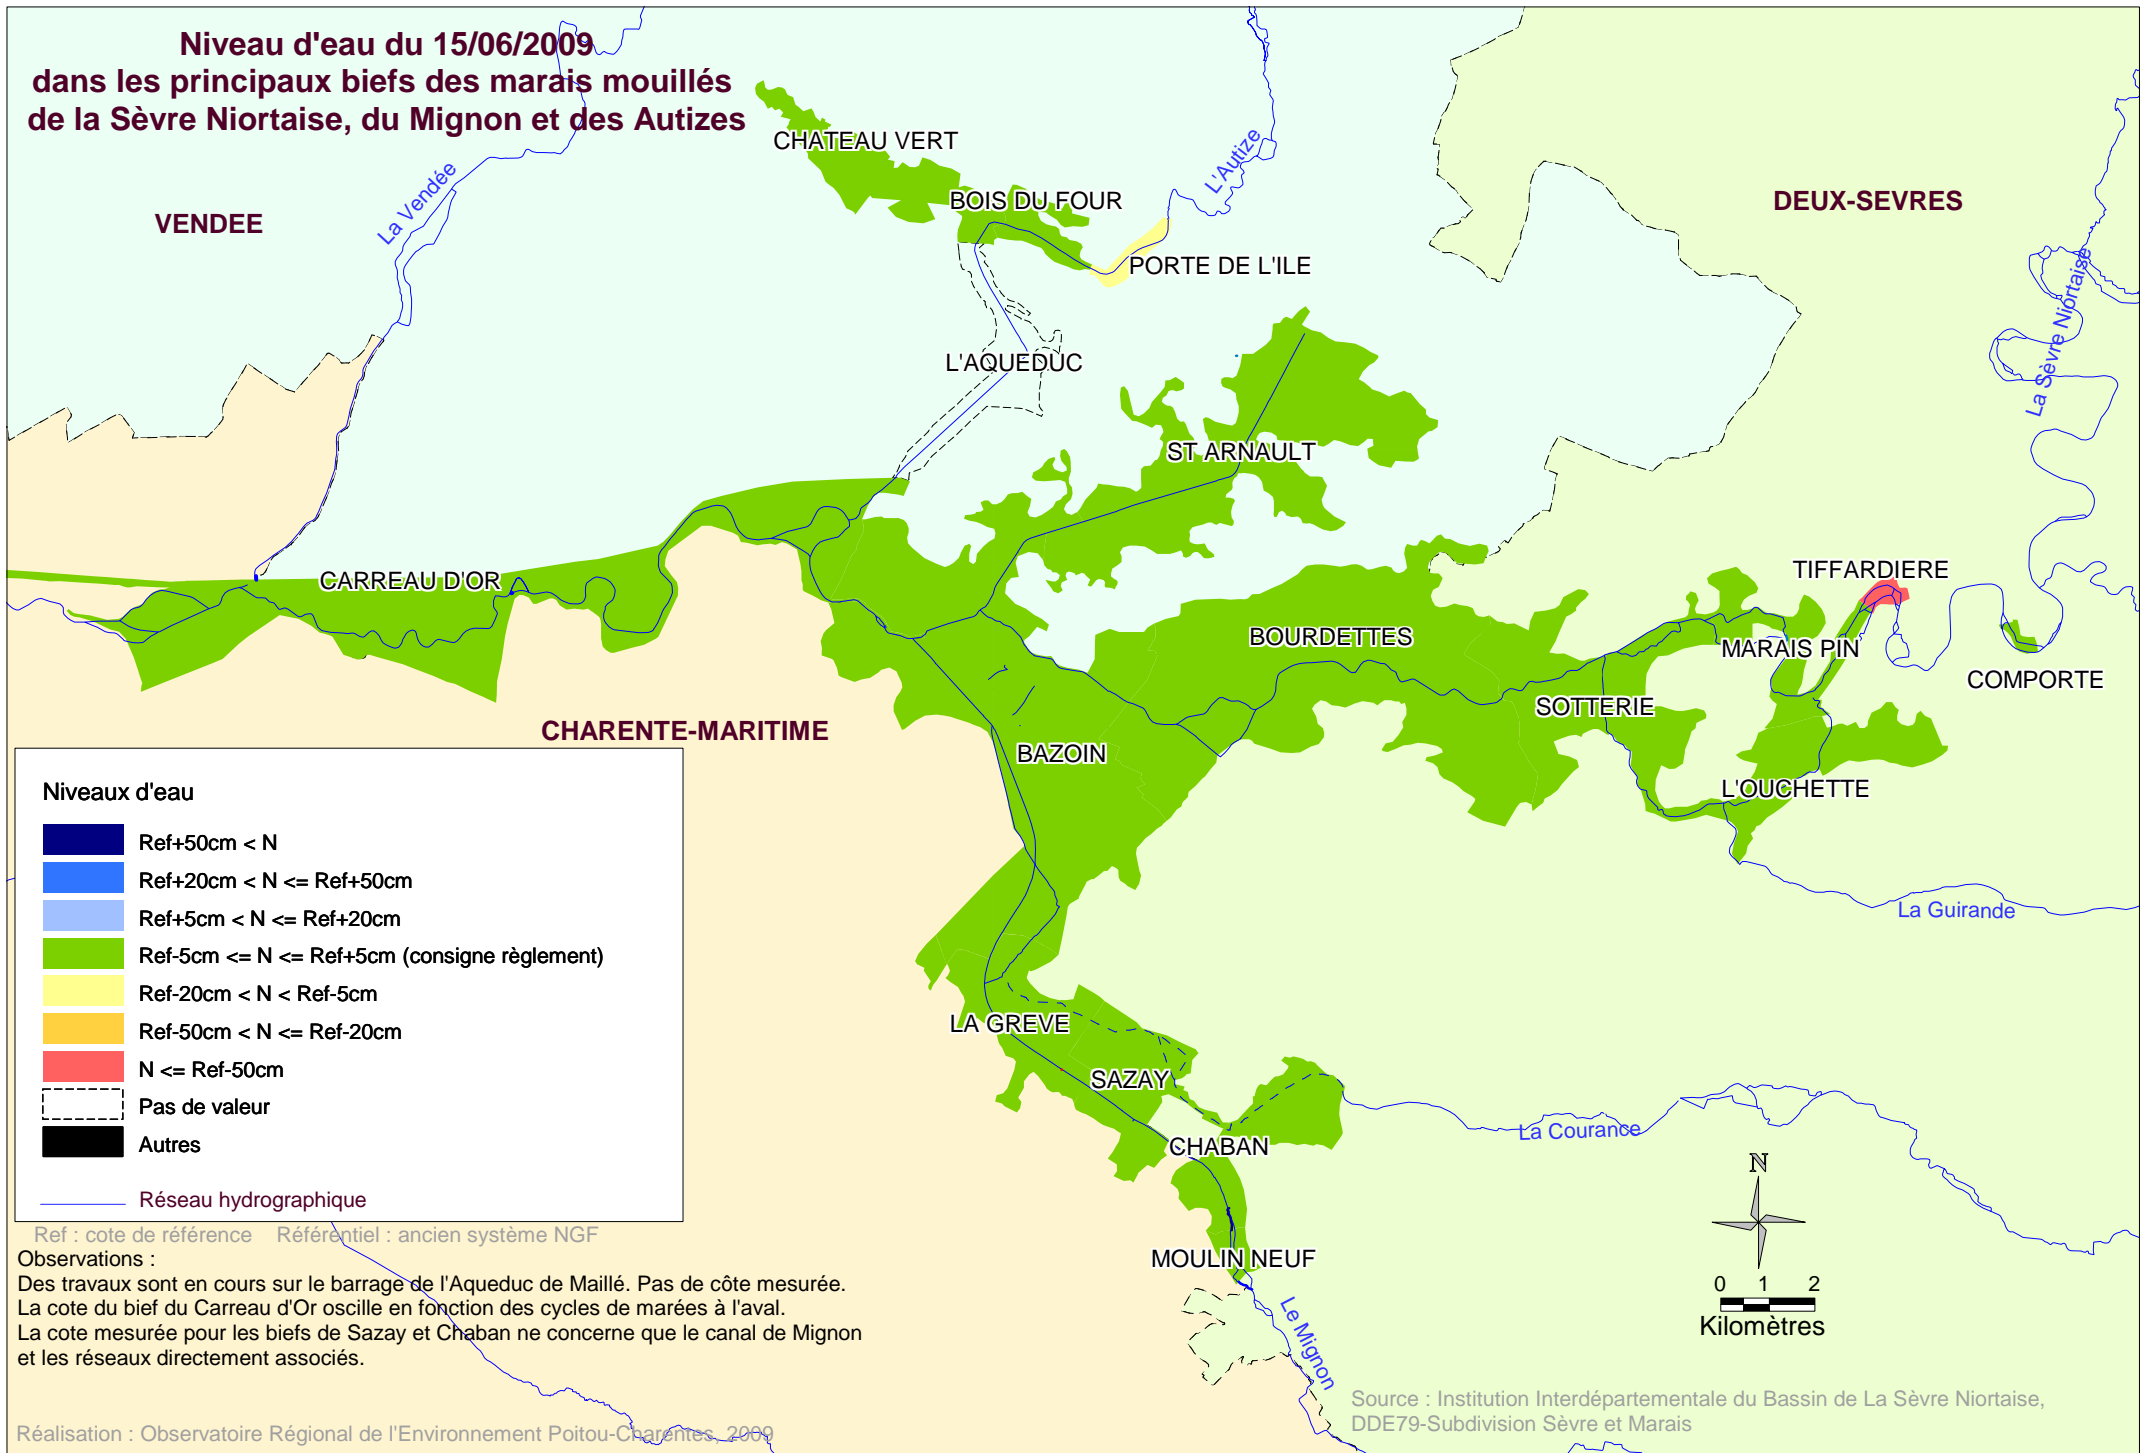 Niveau d'eau du 15/06/2009
dans les principaux biefs des marais mouillés
de la Sèvre Niortaise, du Mignon et des Autizes
CHATEAU VERT
L'Autize
La Vendée
BOIS DU FOUR
DEUX-SEVRES
VENDEE
PORTE DE L'ILE
La Sèvre Niortaise
L'AQUEDUC
ST ARNAULT
TIFFARDIERE
CARREAU D'OR
BOURDETTES
MARAIS PIN
COMPORTE
SOTTERIE
CHARENTE-MARITIME
BAZOIN
L'OUCHETTE
La Guirande
LA GREVE
SAZAY
La Courance
CHABAN
MOULIN NEUF
Le Mignon
Niveaux d'eau
Ref+50cm < N
Ref+20cm < N <= Ref+50cm
Ref+5cm < N <= Ref+20cm
Ref-5cm <= N <= Ref+5cm (consigne règlement)
Ref-20cm < N < Ref-5cm
Ref-50cm < N <= Ref-20cm
N <= Ref-50cm
Pas de valeur
Autres
Réseau hydrographique
Ref : cote de référence Référentiel : ancien système NGF
Observations :
Des travaux sont en cours sur le barrage de l'Aqueduc de Maillé. Pas de côte mesurée.
La cote du bief du Carreau d'Or oscille en fonction des cycles de marées à l'aval.
La cote mesurée pour les biefs de Sazay et Chaban ne concerne que le canal de Mignon
et les réseaux directement associés.
N
0 1 2
Kilomètres
Source : Institution Interdépartementale du Bassin de La Sèvre Niortaise,
DDE79-Subdivision Sèvre et Marais
Réalisation : Observatoire Régional de l'Environnement Poitou-Charentes, 2009